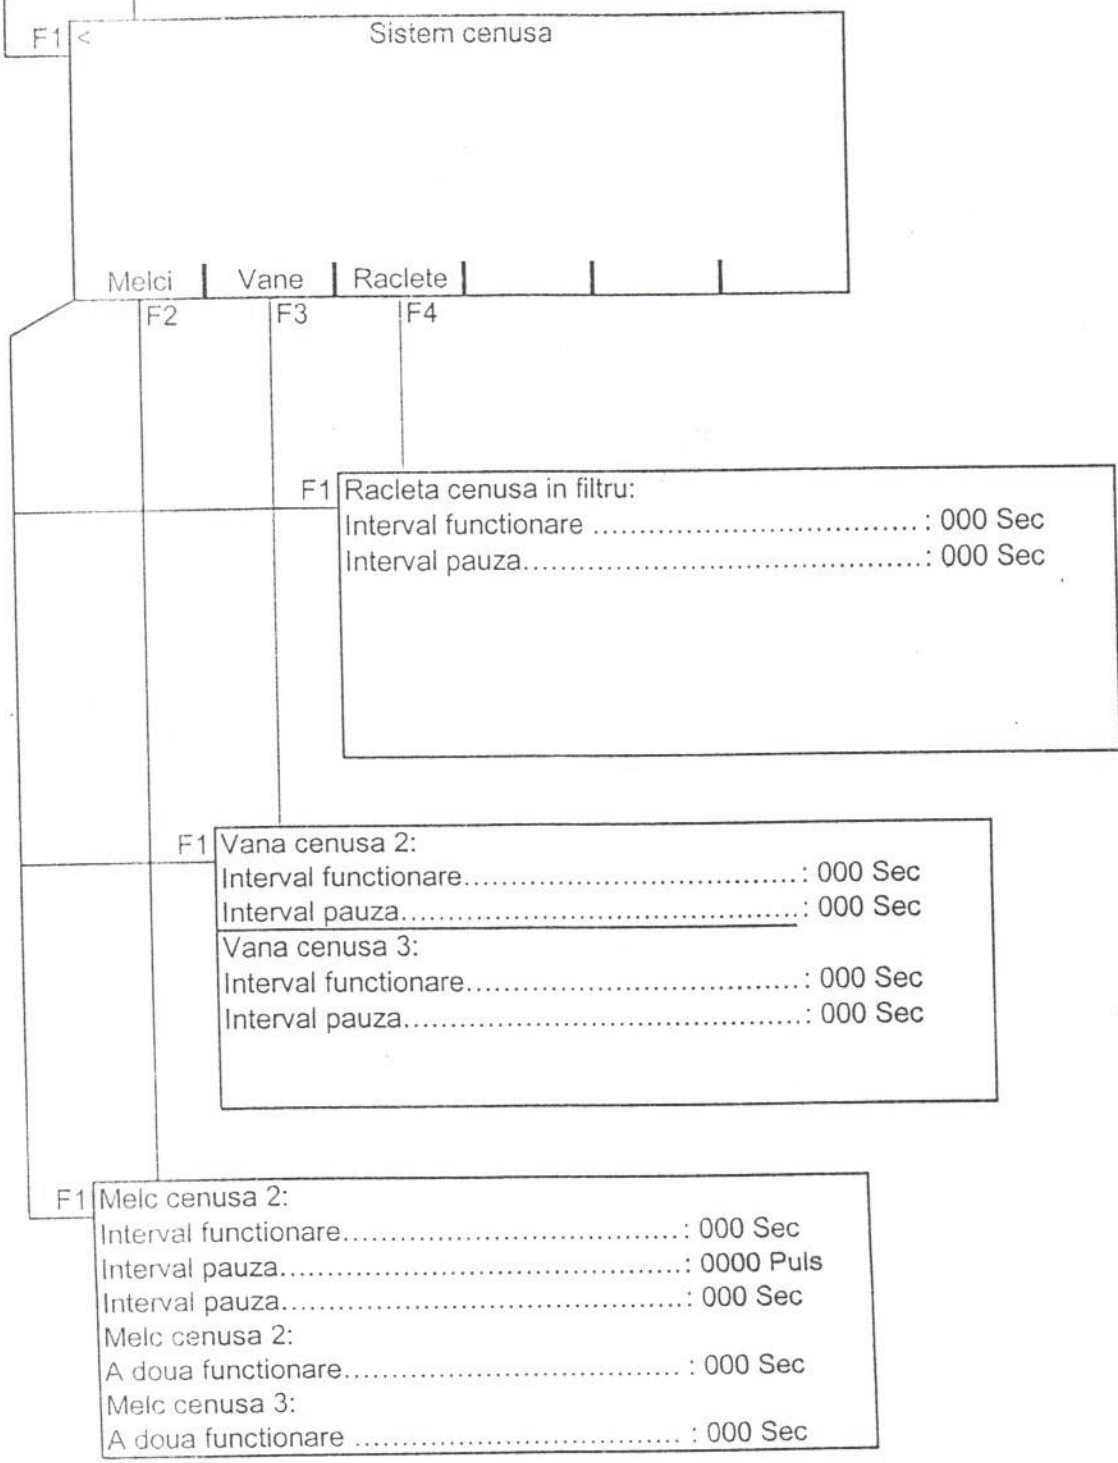 F1 < Sistem cenusa
Melci Vane Raclete
F2 F3 F4
F1 Racleta cenusa in filtru:
Interval functionare ..................................: 000 Sec
Interval pauza..........................................: 000 Sec
F1 Vana cenusa 2:
Interval functionare...................................: 000 Sec
Interval pauza..........................................: 000 Sec
Vana cenusa 3:
Interval functionare...................................: 000 Sec
Interval pauza..........................................: 000 Sec
F1 Melc cenusa 2:
Interval functionare...................................: 000 Sec
Interval pauza..........................................: 0000 Puls
Interval pauza..........................................: 000 Sec
Melc cenusa 2:
A doua functionare................................... : 000 Sec
Melc cenusa 3:
A doua functionare .................................. : 000 Sec